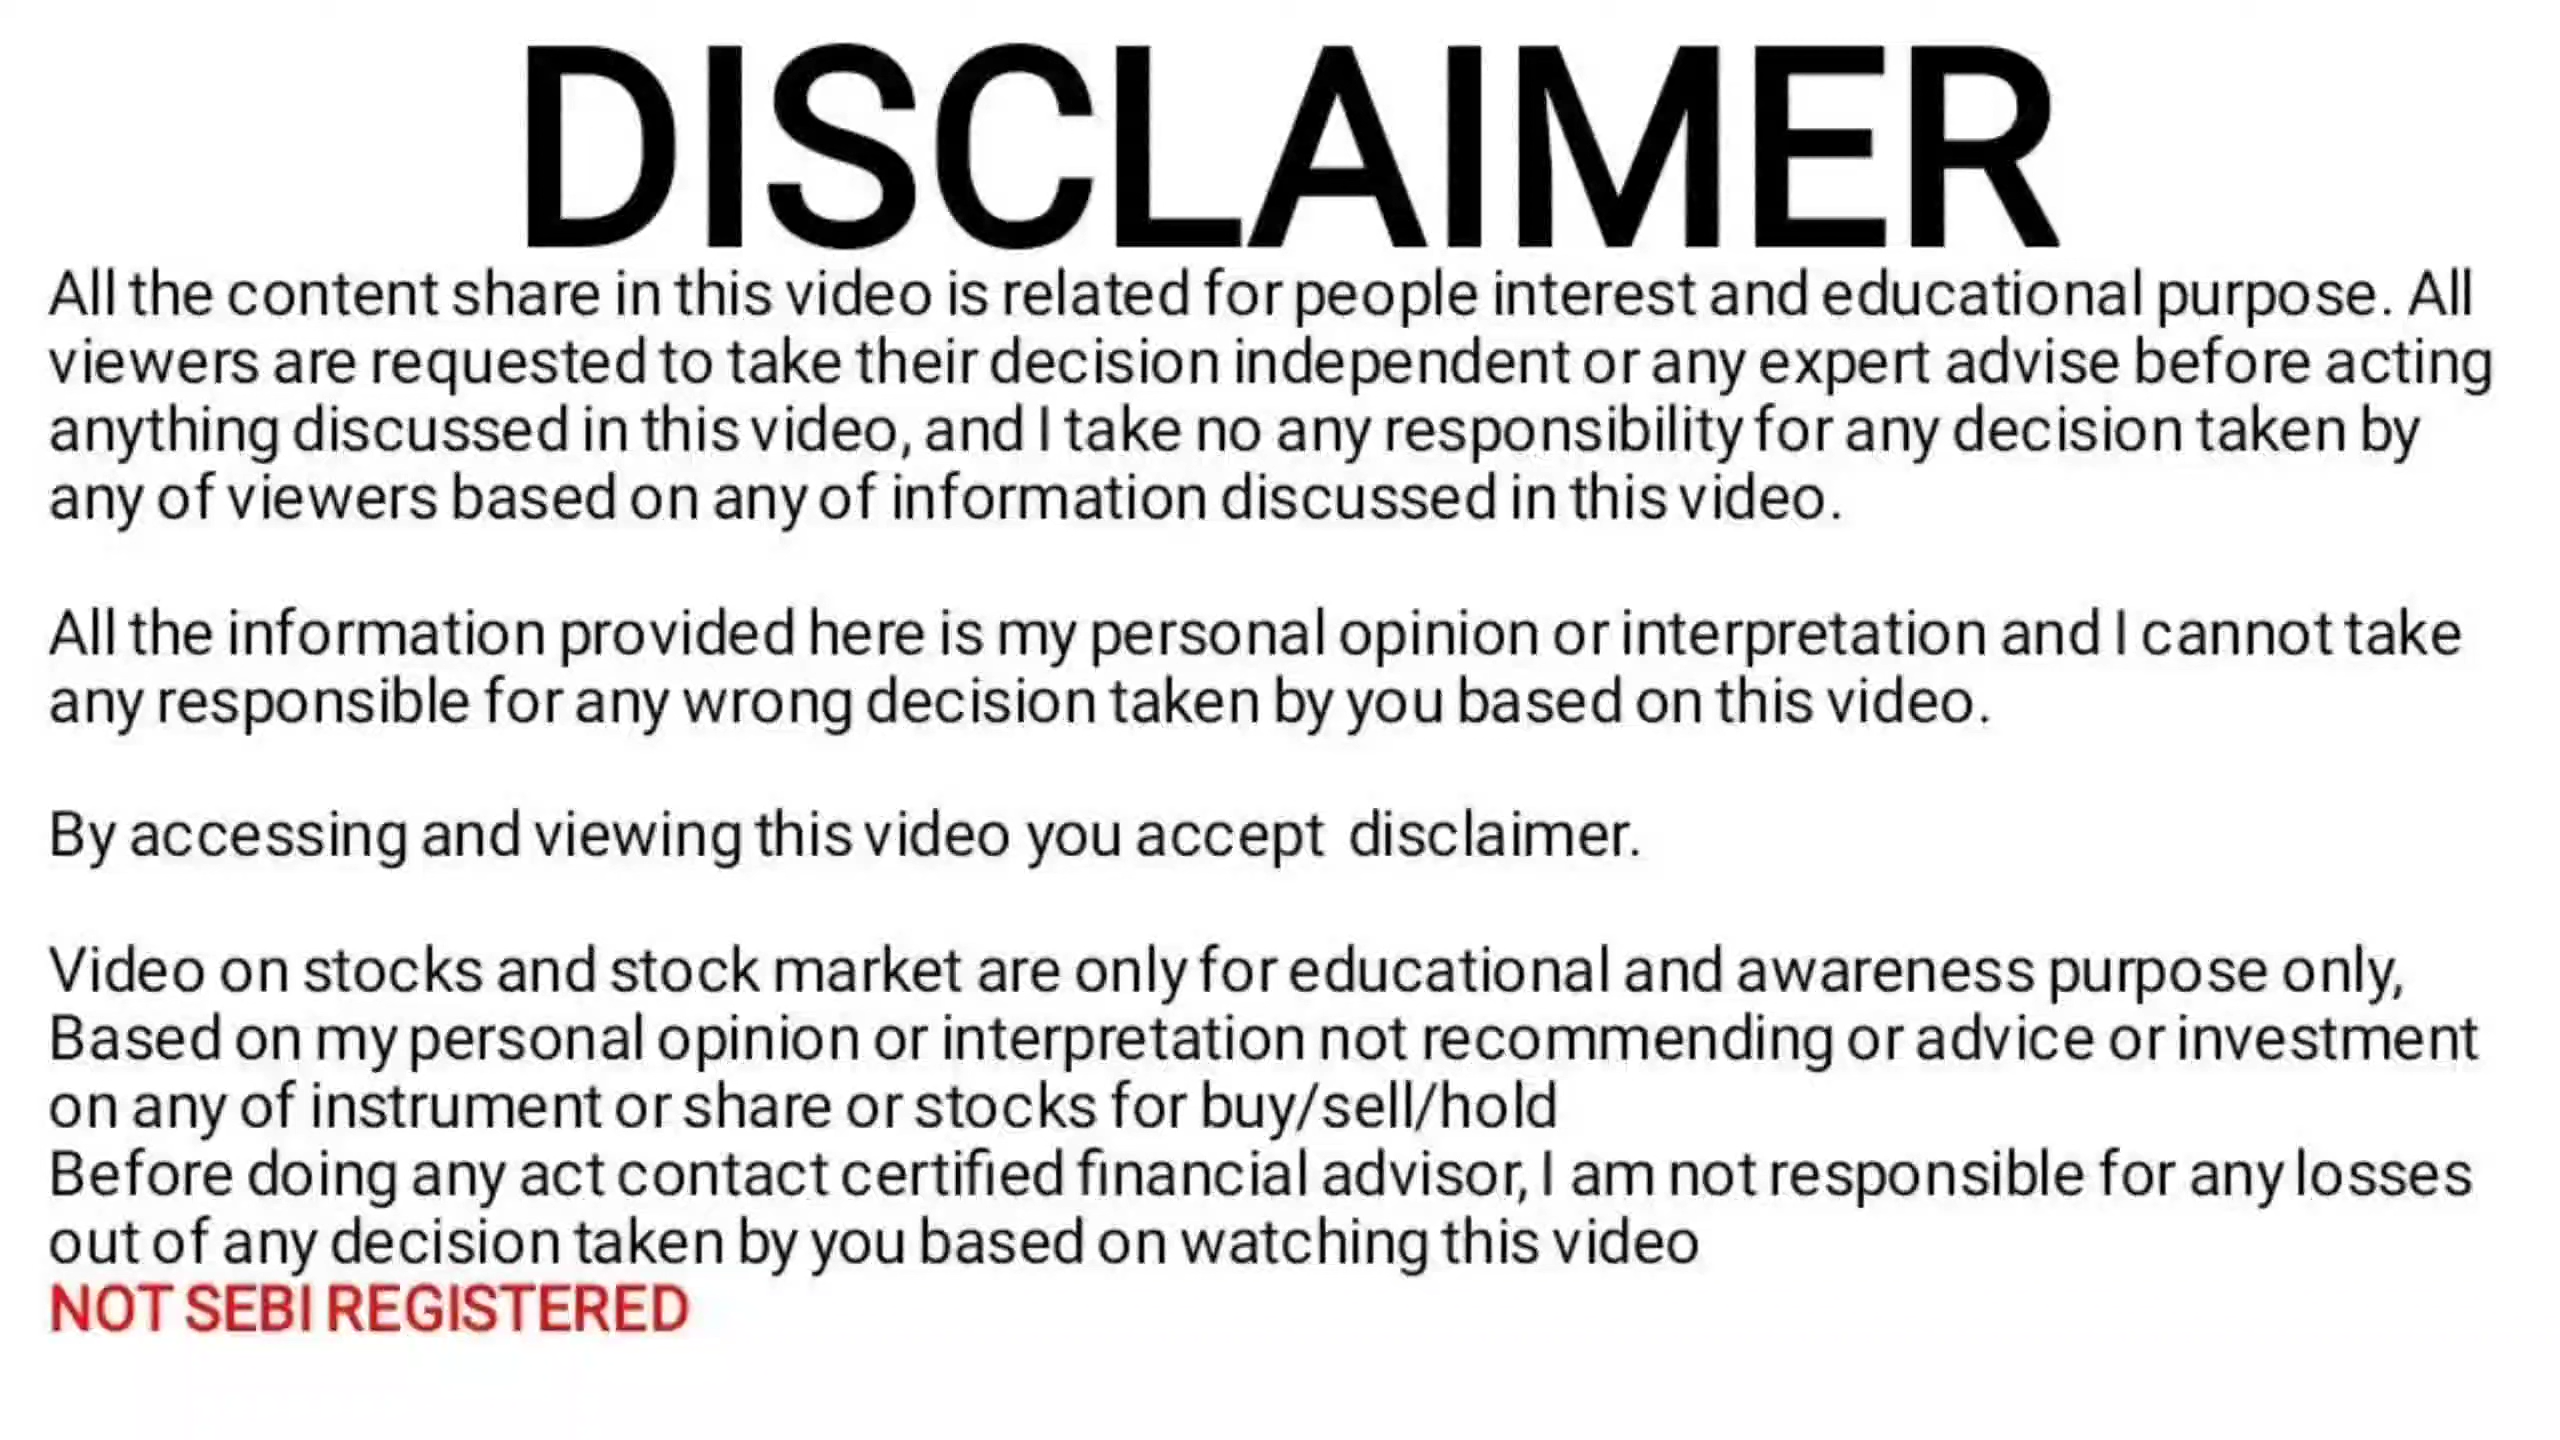 DISCLAIMER
All the content share in this video is related for people interest and educational purpose. All
viewers are requested to take their decision independent or any expert advise before acting
anything discussed in this video, and I take no any responsibility for any decision taken by
any of viewers based on any of information discussed in this video.
All the information provided here is my personal opinion or interpretation and I cannot take
any responsible for any wrong decision taken by you based on this video.
By accessing and viewing this video you accept disclaimer.
Video on stocks and stock market are only for educational and awareness purpose only,
Based on my personal opinion or interpretation not recommending or advice or investment
on any of instrument or share or stocks for buy/sell/hold
Before doing any act contact certified financial advisor, I am not responsible for any losses
out of any decision taken by you based on watching this video
NOT SEBI REGISTERED